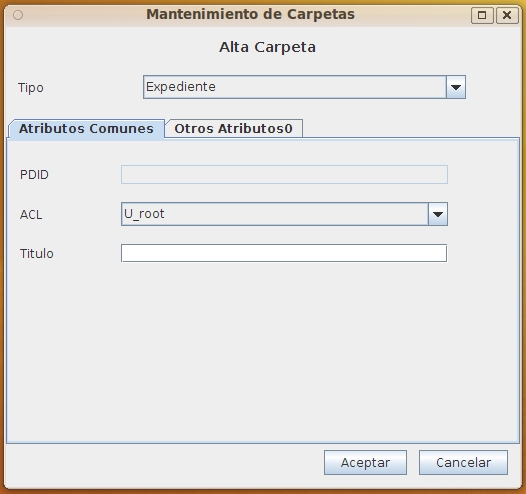 Mantenimiento de Carpetas
Alta Carpeta
Tipo Expediente
Atributos Comunes Otros Atributos0
PDID
ACL U_root
Titulo
Aceptar Cancelar